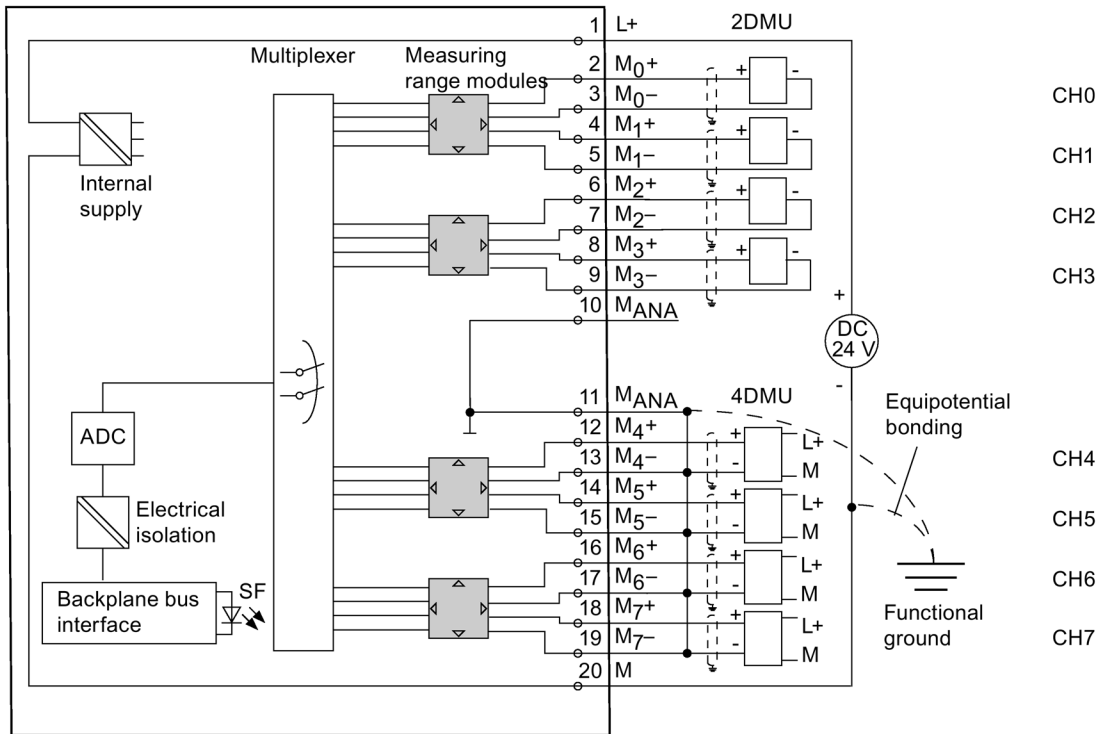 1 L+ 2DMU
Multiplexer
Measuring
range modules
2 M0+ + -
3 M0– CH0
4 M1+ + -
5 M1– CH1
Internal
supply
6 M2+ + -
7 M2– CH2
8 M3+ + -
9 M3– CH3
10 MANA
+
DC
24 V
-
11 MANA 4DMU
Equipotential
bonding
12 M4+ + L+
13 M4– - M CH4
ADC
14 M5+ + L+
15 M5– - M CH5
Electrical
isolation
16 M6+ + L+
17 M6– - M CH6
Backplane bus
interface
SF
18 M7+ + L+
19 M7– - M CH7
Functional
ground
20 M